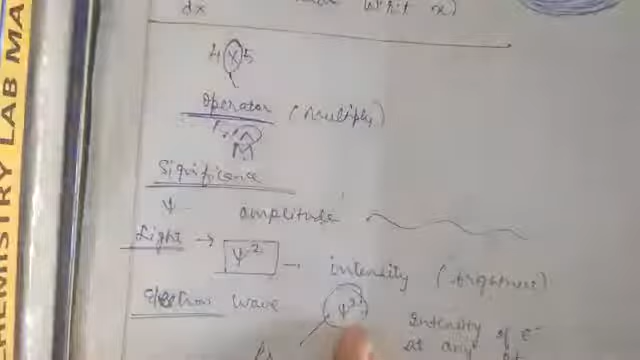 dx w.r.t x)
CHEMISTRY LAB MA
4 x 5
operator (multiply)
Significance
ψ amplitude
Light → ψ² intensity (brightness)
Electron wave ψ²
Intensity of e⁻
at any pt